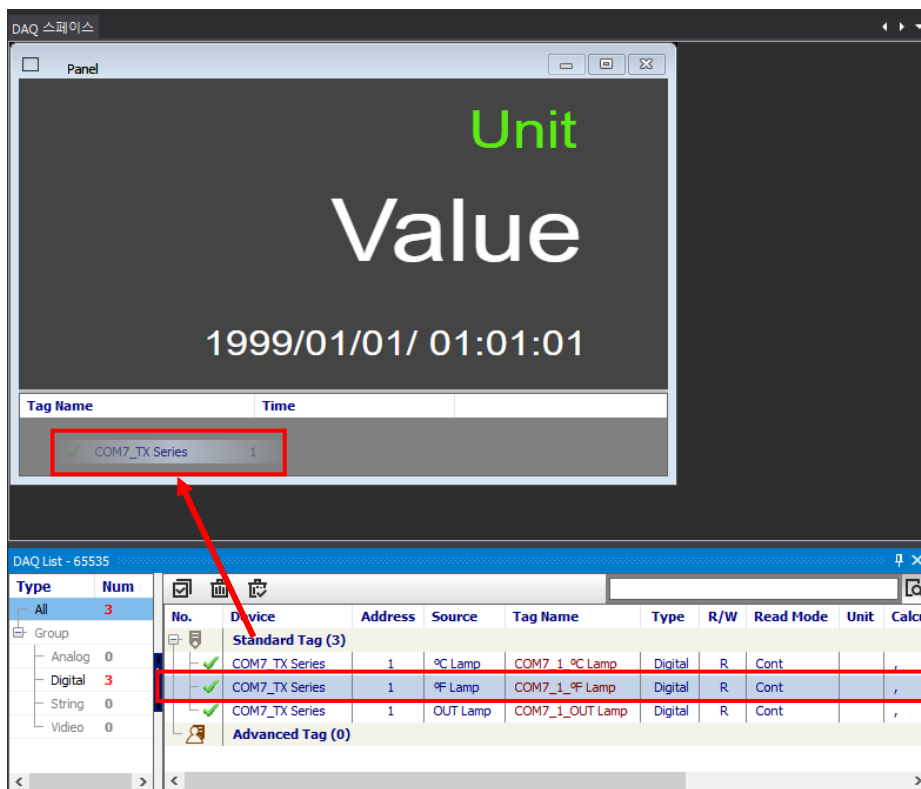 DAQ 스페이스
Panel
Unit
Value
1999/01/01/ 01:01:01
Tag Name Time
COM7_TX Series 1
DAQ List - 65535
Type Num
All 3
Group
Analog 0
Digital 3
String 0
Vidieo 0
No. Device Address Source Tag Name Type R/W Read Mode Unit Calcu
Standard Tag (3)
COM7_TX Series 1 ºC Lamp COM7_1_ºC Lamp Digital R Cont ,
COM7_TX Series 1 ºF Lamp COM7_1_ºF Lamp Digital R Cont ,
COM7_TX Series 1 OUT Lamp COM7_1_OUT Lamp Digital R Cont ,
Advanced Tag (0)